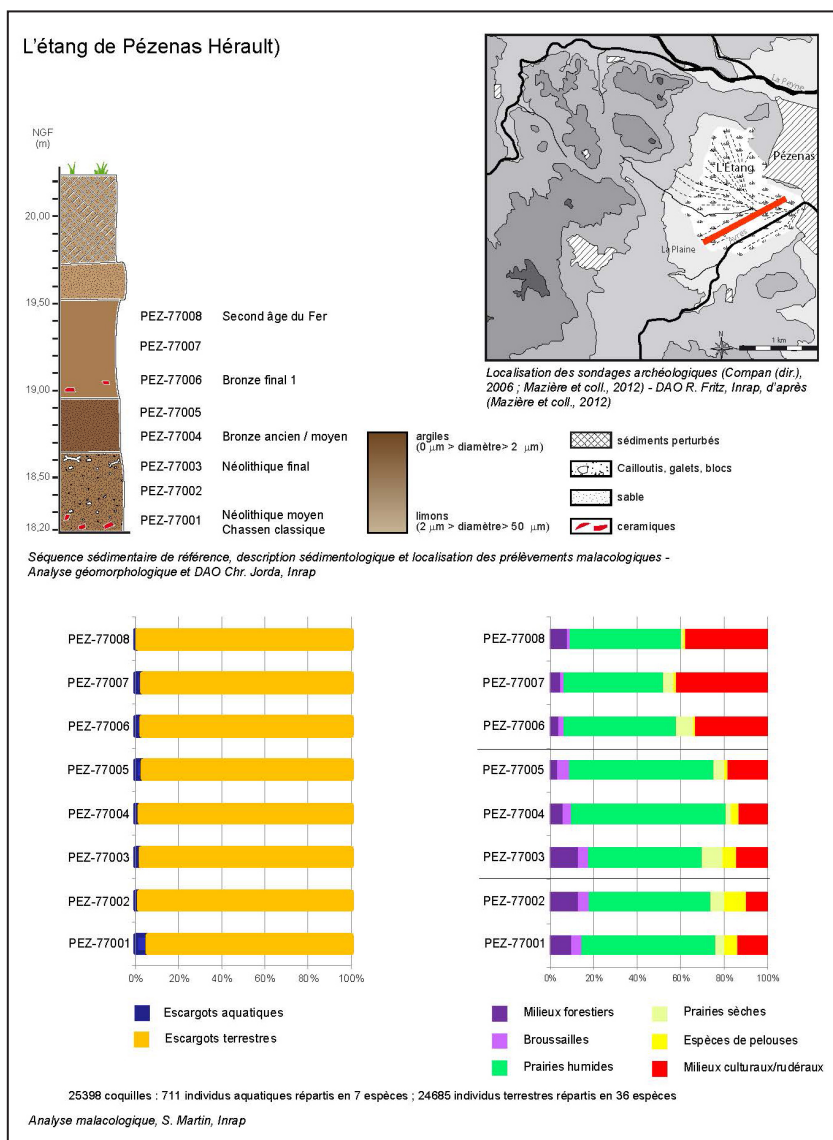 L'étang de Pézenas Hérault)
NGF
(m)
20,00
19,50
19,00
18,50
18,20
PEZ-77008 Second âge du Fer
PEZ-77007
PEZ-77006 Bronze final 1
PEZ-77005
PEZ-77004 Bronze ancien / moyen
PEZ-77003 Néolithique final
PEZ-77002
PEZ-77001 Néolithique moyen
Chassen classique
argiles
(0 µm > diamètre> 2 µm)
limons
(2 µm > diamètre> 50 µm)
La Peyne
Pézenas
L'Étang
La Plaine
N
1 km
Localisation des sondages archéologiques (Compan (dir.),
2006 ; Mazière et coll., 2012) - DAO R. Fritz, Inrap, d'après
(Mazière et coll., 2012)
sédiments perturbés
Cailloutis, galets, blocs
sable
ceramiques
Séquence sédimentaire de référence, description sédimentologique et localisation des prélèvements malacologiques -
Analyse géomorphologique et DAO Chr. Jorda, Inrap
PEZ-77008
PEZ-77007
PEZ-77006
PEZ-77005
PEZ-77004
PEZ-77003
PEZ-77002
PEZ-77001
0% 20% 40% 60% 80% 100%
Escargots aquatiques
Escargots terrestres
PEZ-77008
PEZ-77007
PEZ-77006
PEZ-77005
PEZ-77004
PEZ-77003
PEZ-77002
PEZ-77001
0% 20% 40% 60% 80% 100%
Milieux forestiers
Broussailles
Prairies humides
Prairies sèches
Espèces de pelouses
Milieux culturaux/rudéraux
25398 coquilles : 711 individus aquatiques répartis en 7 espèces ; 24685 individus terrestres répartis en 36 espèces
Analyse malacologique, S. Martin, Inrap